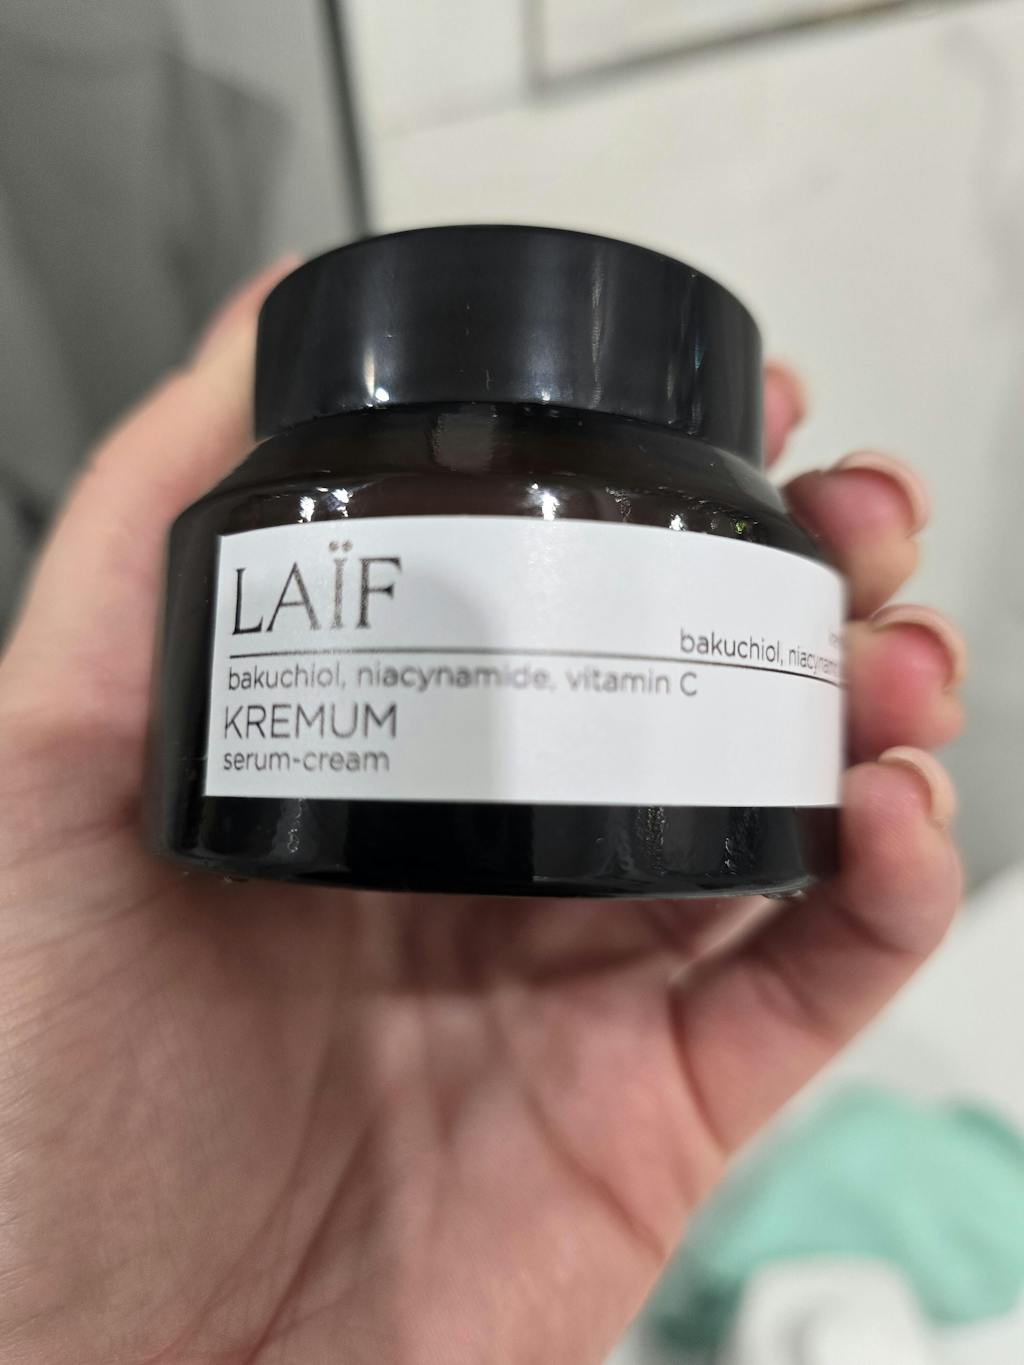 LAÏF
bakuchiol, niacynamide, vitamin C
KREMUM
serum-cream
bakuchiol,